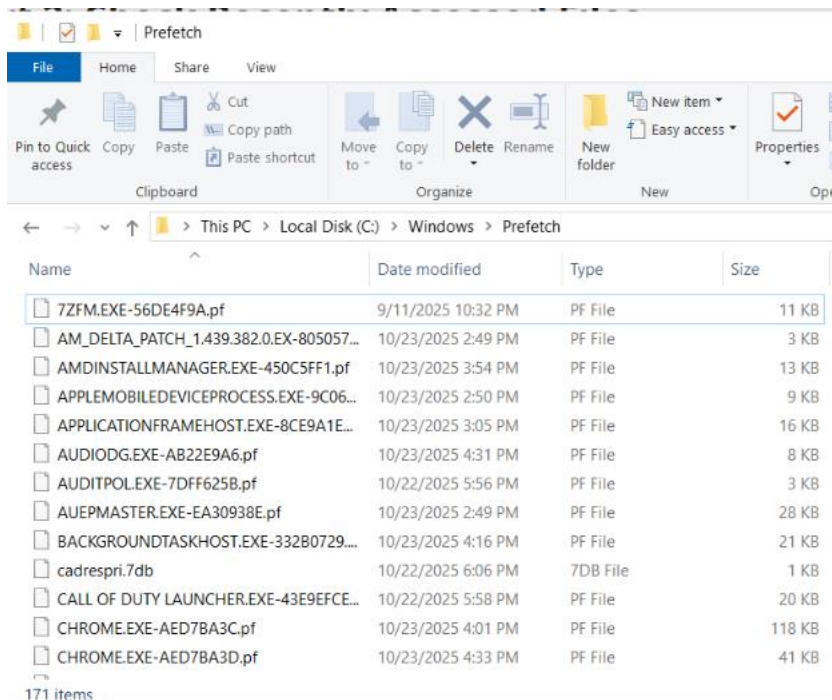 Prefetch
File Home Share View
Pin to Quick access
Copy
Paste
Cut
Copy path
Paste shortcut
Move to
Copy to
Delete
Rename
New folder
New item
Easy access
Properties
Clipboard Organize New
This PC > Local Disk (C:) > Windows > Prefetch
Name Date modified Type Size
7ZFM.EXE-56DE4F9A.pf 9/11/2025 10:32 PM PF File 11 KB
AM_DELTA_PATCH_1.439.382.0.EX-805057... 10/23/2025 2:49 PM PF File 3 KB
AMDINSTALLMANAGER.EXE-450C5FF1.pf 10/23/2025 3:54 PM PF File 13 KB
APPLEMOBILEDEVICEPROCESS.EXE-9C06... 10/23/2025 2:50 PM PF File 9 KB
APPLICATIONFRAMEHOST.EXE-8CE9A1E... 10/23/2025 3:05 PM PF File 16 KB
AUDIODG.EXE-AB22E9A6.pf 10/23/2025 4:31 PM PF File 8 KB
AUDITPOL.EXE-7DFF625B.pf 10/22/2025 5:56 PM PF File 3 KB
AUEPMASTER.EXE-EA30938E.pf 10/23/2025 2:49 PM PF File 28 KB
BACKGROUNDTASKHOST.EXE-332B0729.... 10/23/2025 4:16 PM PF File 21 KB
cadrespri.7db 10/22/2025 6:06 PM 7DB File 1 KB
CALL OF DUTY LAUNCHER.EXE-43E9EFCE... 10/22/2025 5:58 PM PF File 20 KB
CHROME.EXE-AED7BA3C.pf 10/23/2025 4:01 PM PF File 118 KB
CHROME.EXE-AED7BA3D.pf 10/23/2025 4:33 PM PF File 41 KB
171 items